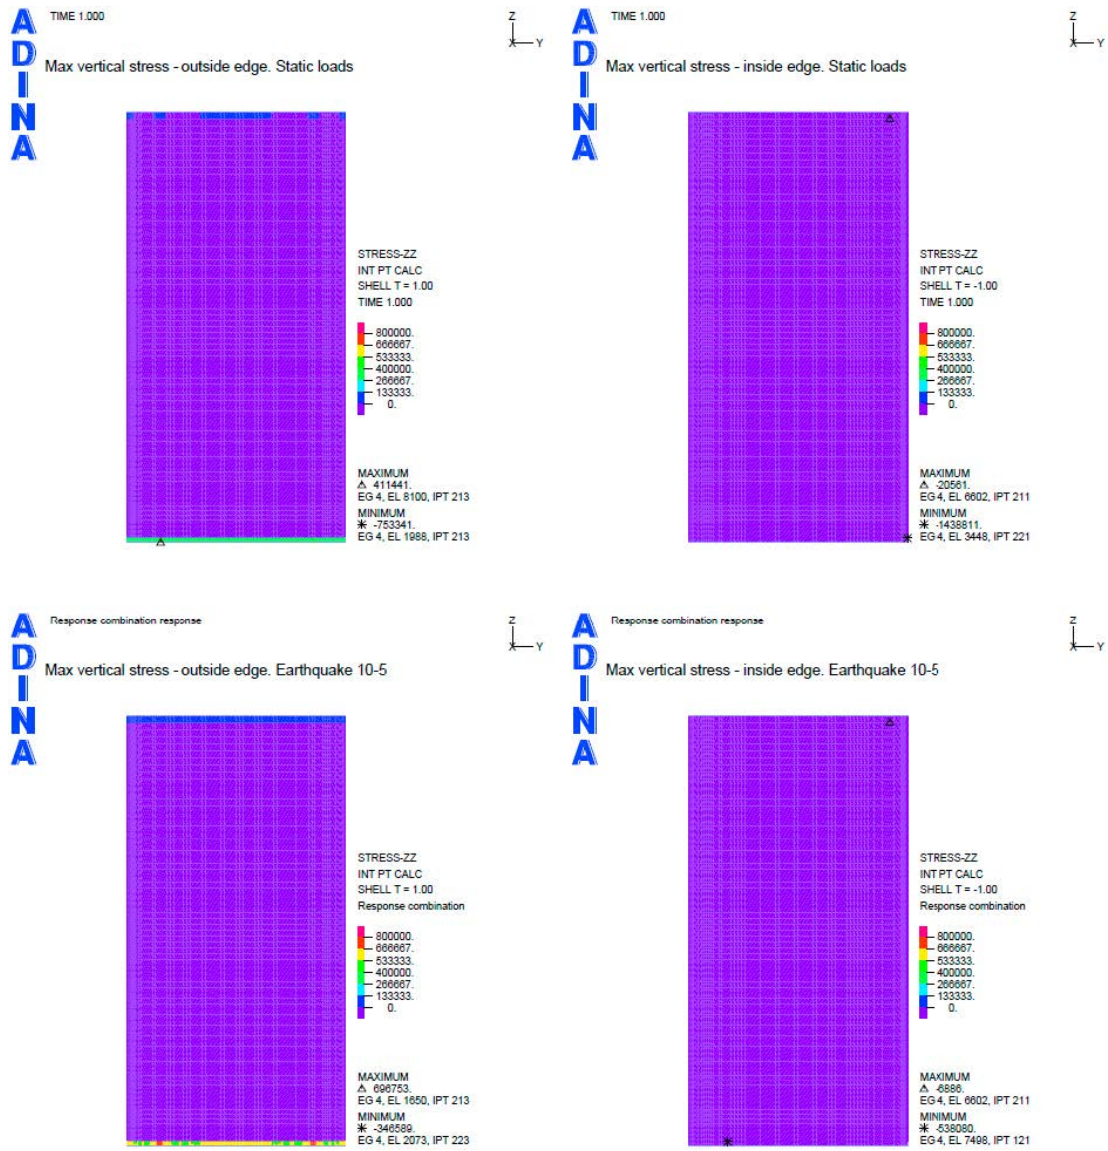 ADINA
TIME 1.000
Z
X
Y
Max vertical stress - outside edge. Static loads
STRESS-ZZ
INT PT CALC
SHELL T = 1.00
TIME 1.000
800000.
666667.
533333.
400000.
266667.
133333.
0.
MAXIMUM
411441.
EG 4, EL 8100, IPT 213
MINIMUM
-753341.
EG 4, EL 1988, IPT 213
ADINA
TIME 1.000
Z
X
Y
Max vertical stress - inside edge. Static loads
STRESS-ZZ
INT PT CALC
SHELL T = -1.00
TIME 1.000
800000.
666667.
533333.
400000.
266667.
133333.
0.
MAXIMUM
-20561.
EG 4, EL 6602, IPT 211
MINIMUM
-1438811.
EG 4, EL 3448, IPT 221
ADINA
Response combination response
Z
X
Y
Max vertical stress - outside edge. Earthquake 10-5
STRESS-ZZ
INT PT CALC
SHELL T = 1.00
Response combination
800000.
666667.
533333.
400000.
266667.
133333.
0.
MAXIMUM
696753.
EG 4, EL 1650, IPT 213
MINIMUM
-346589.
EG 4, EL 2073, IPT 223
ADINA
Response combination response
Z
X
Y
Max vertical stress - inside edge. Earthquake 10-5
STRESS-ZZ
INT PT CALC
SHELL T = -1.00
Response combination
800000.
666667.
533333.
400000.
266667.
133333.
0.
MAXIMUM
-6886.
EG 4, EL 6602, IPT 211
MINIMUM
-538080.
EG 4, EL 7498, IPT 121